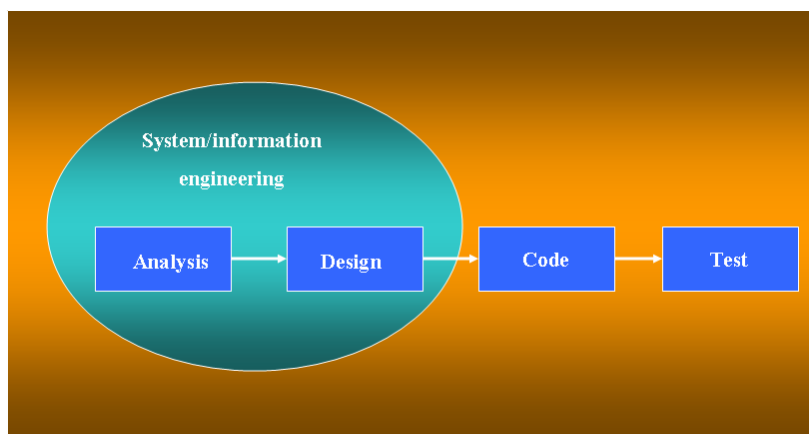 System/information
engineering
Analysis
Design
Code
Test